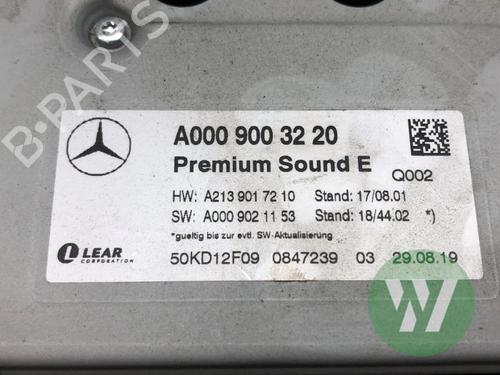 B-PARTS
A000 900 32 20
Premium Sound E
Q002
HW: A213 901 72 10 Stand: 17/08.01
SW: A000 902 11 53 Stand: 18/44.02 *)
*gueltig bis zur evtl. SW-Aktualisierung
LEAR
CORPORATION
50KD12F09 0847239 03 29.08.19
W